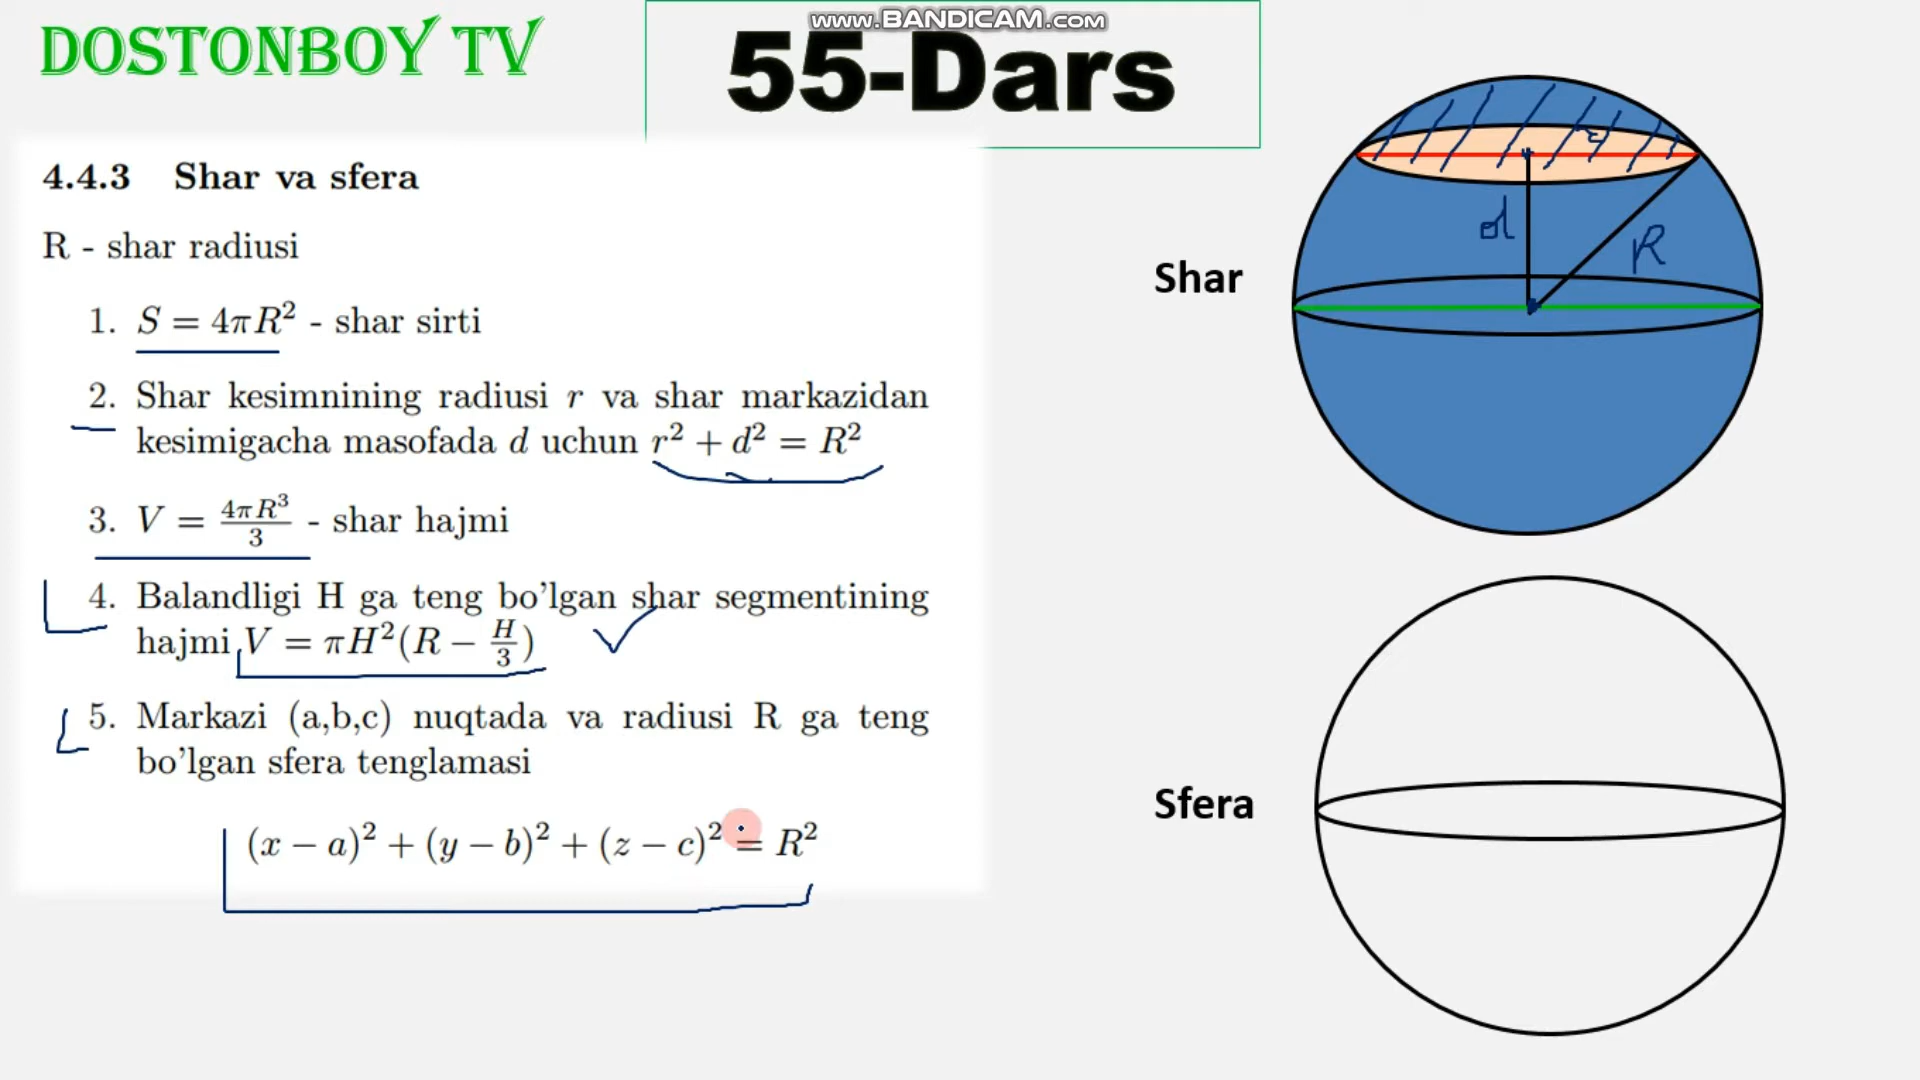 www.BANDICAM.com
DOSTONBOY TV
55-Dars
4.4.3 Shar va sfera
R - shar radiusi
1. S = 4πR² - shar sirti
2. Shar kesimnining radiusi r va shar markazidan
kesimigacha masofada d uchun r² + d² = R²
3. V = 4πR³/3 - shar hajmi
4. Balandligi H ga teng bo'lgan shar segmentining
hajmi V = πH²(R − H/3)
5. Markazi (a,b,c) nuqtada va radiusi R ga teng
bo'lgan sfera tenglamasi
(x − a)² + (y − b)² + (z − c)² = R²
Shar
d
R
Sfera